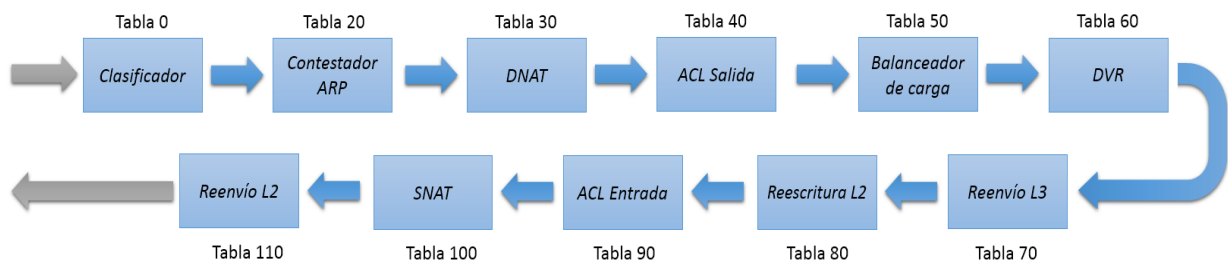 Tabla 0
Tabla 20
Tabla 30
Tabla 40
Tabla 50
Tabla 60
Clasificador
Contestador
ARP
DNAT
ACL Salida
Balanceador
de carga
DVR
Reenvío L3
Reescritura L2
ACL Entrada
SNAT
Reenvío L2
Tabla 70
Tabla 80
Tabla 90
Tabla 100
Tabla 110